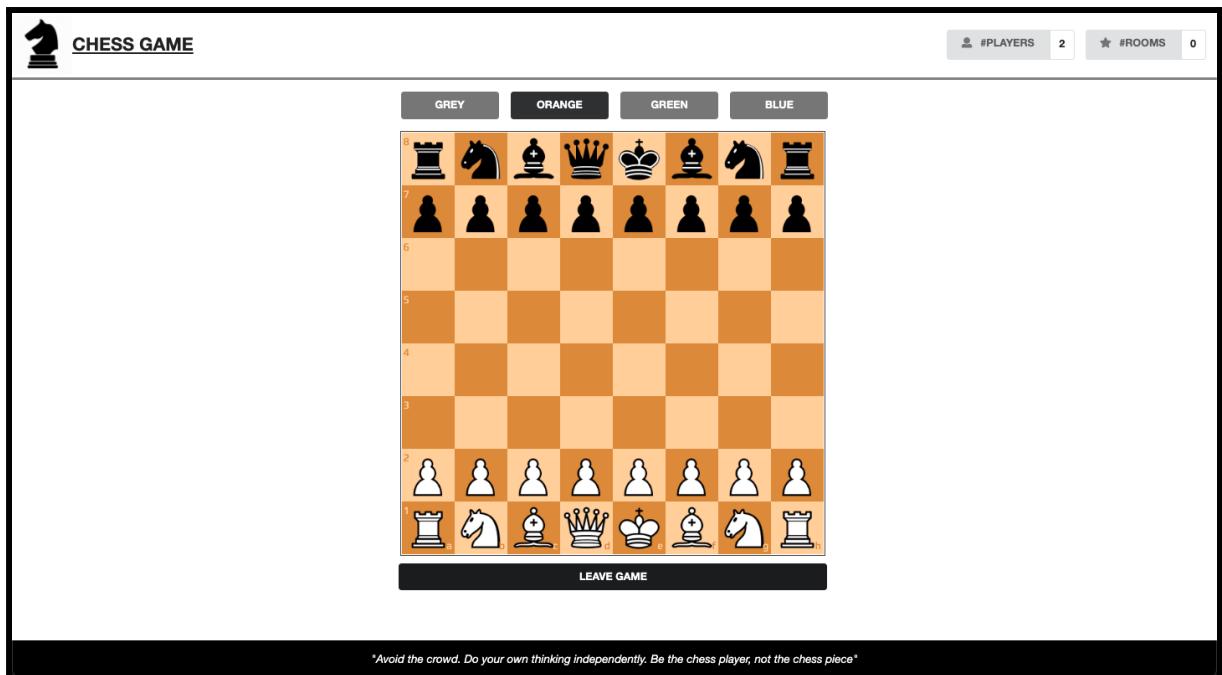 CHESS GAME
#PLAYERS 2
#ROOMS 0
GREY ORANGE GREEN BLUE
8
7
6
5
4
3
2
1
a b c d e f g h
LEAVE GAME
"Avoid the crowd. Do your own thinking independently. Be the chess player, not the chess piece"